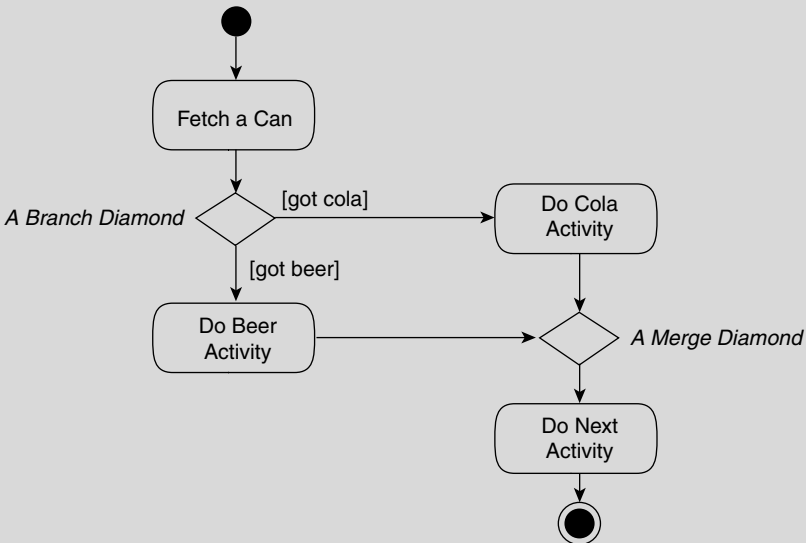 Fetch a Can
[got cola]
A Branch Diamond
Do Cola
Activity
[got beer]
Do Beer
Activity
A Merge Diamond
Do Next
Activity